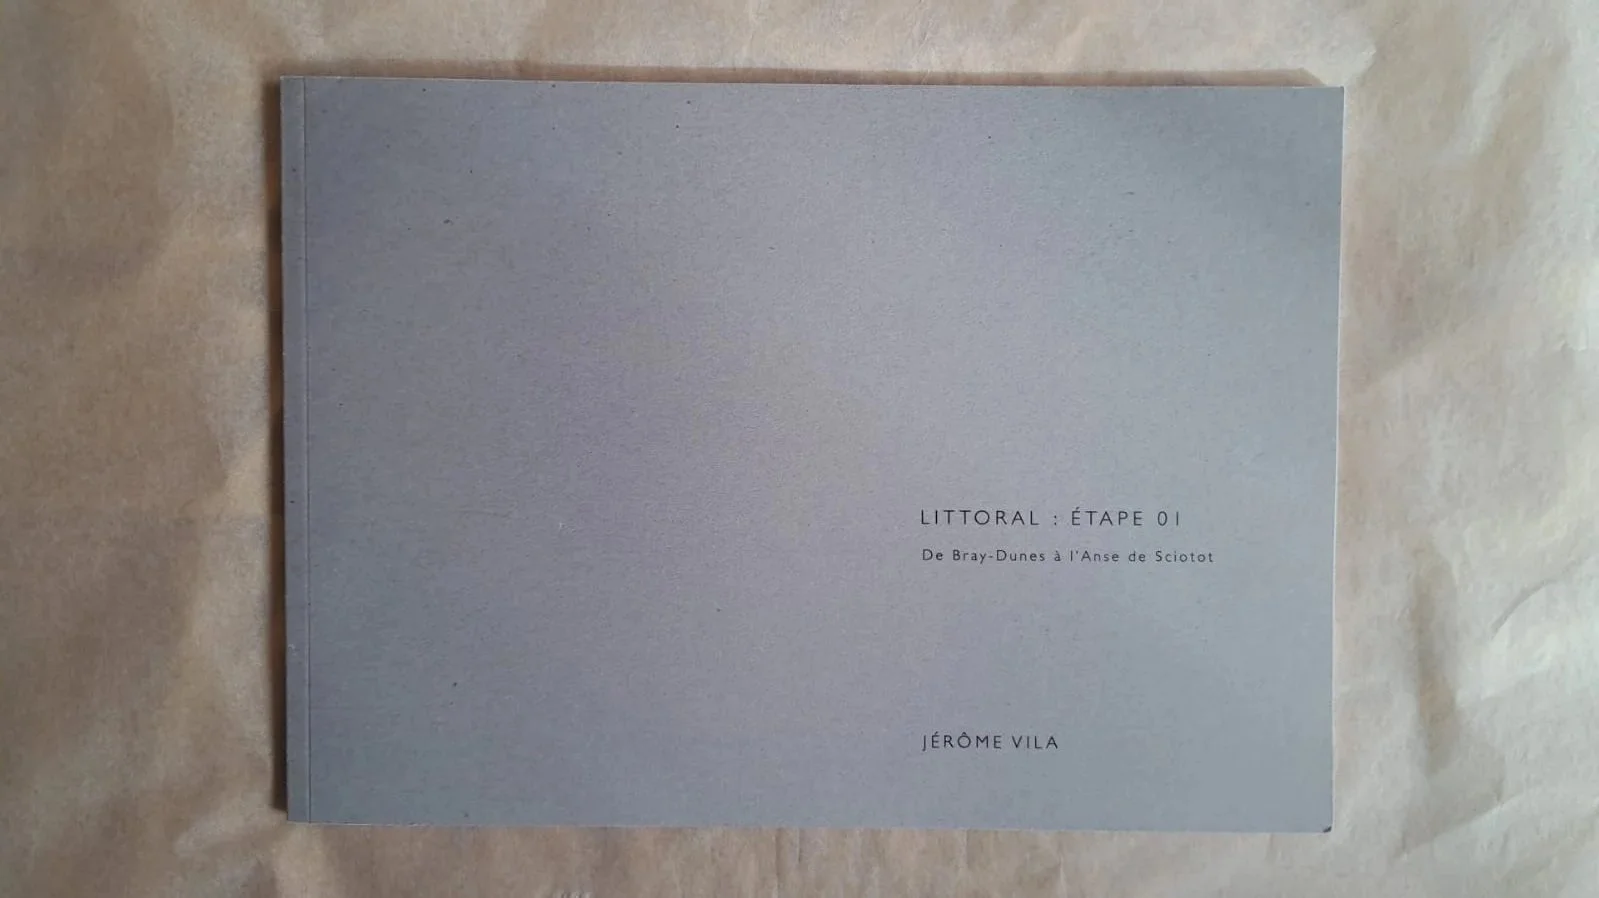 LITTORAL : ÉTAPE 01
De Bray-Dunes à l'Anse de Sciotot
JÉRÔME VILA